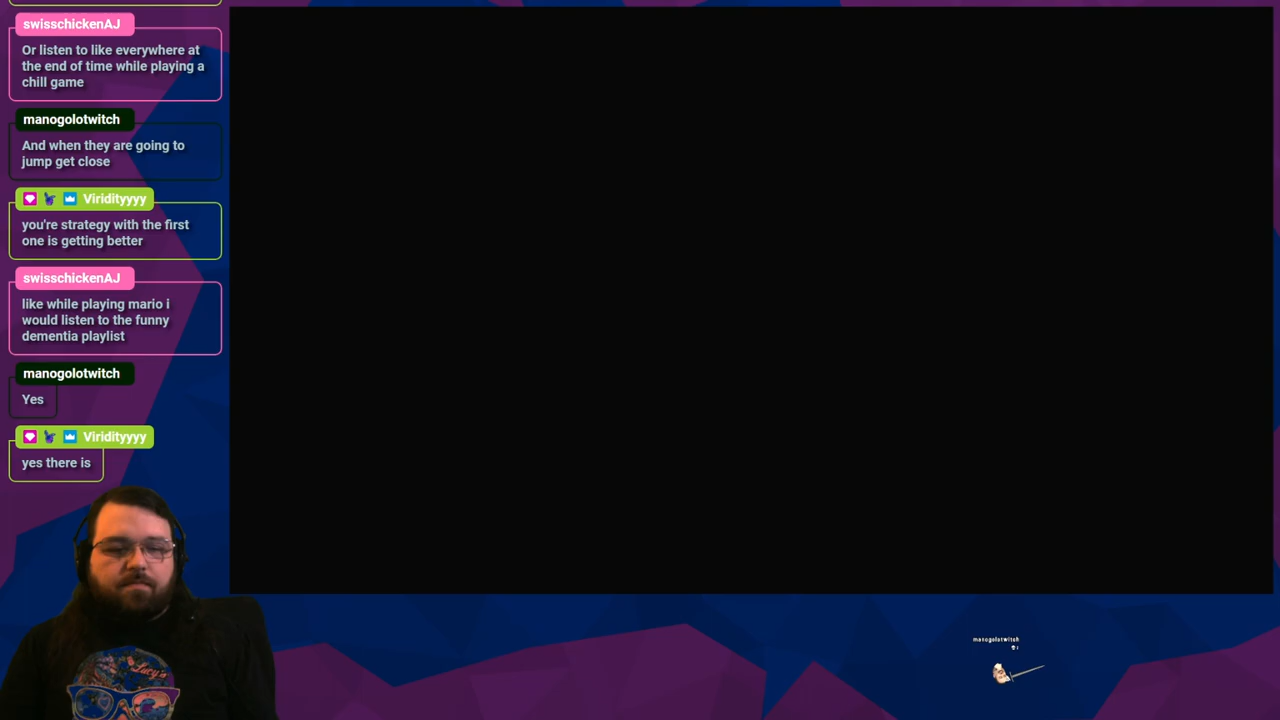 swisschickenAJ
Or listen to like everywhere at
the end of time while playing a
chill game
manogolotwitch
And when they are going to
jump get close
Viridityyyy
you're strategy with the first
one is getting better
swisschickenAJ
like while playing mario i
would listen to the funny
dementia playlist
manogolotwitch
Yes
Viridityyyy
yes there is
Lucy's
manogolotwitch